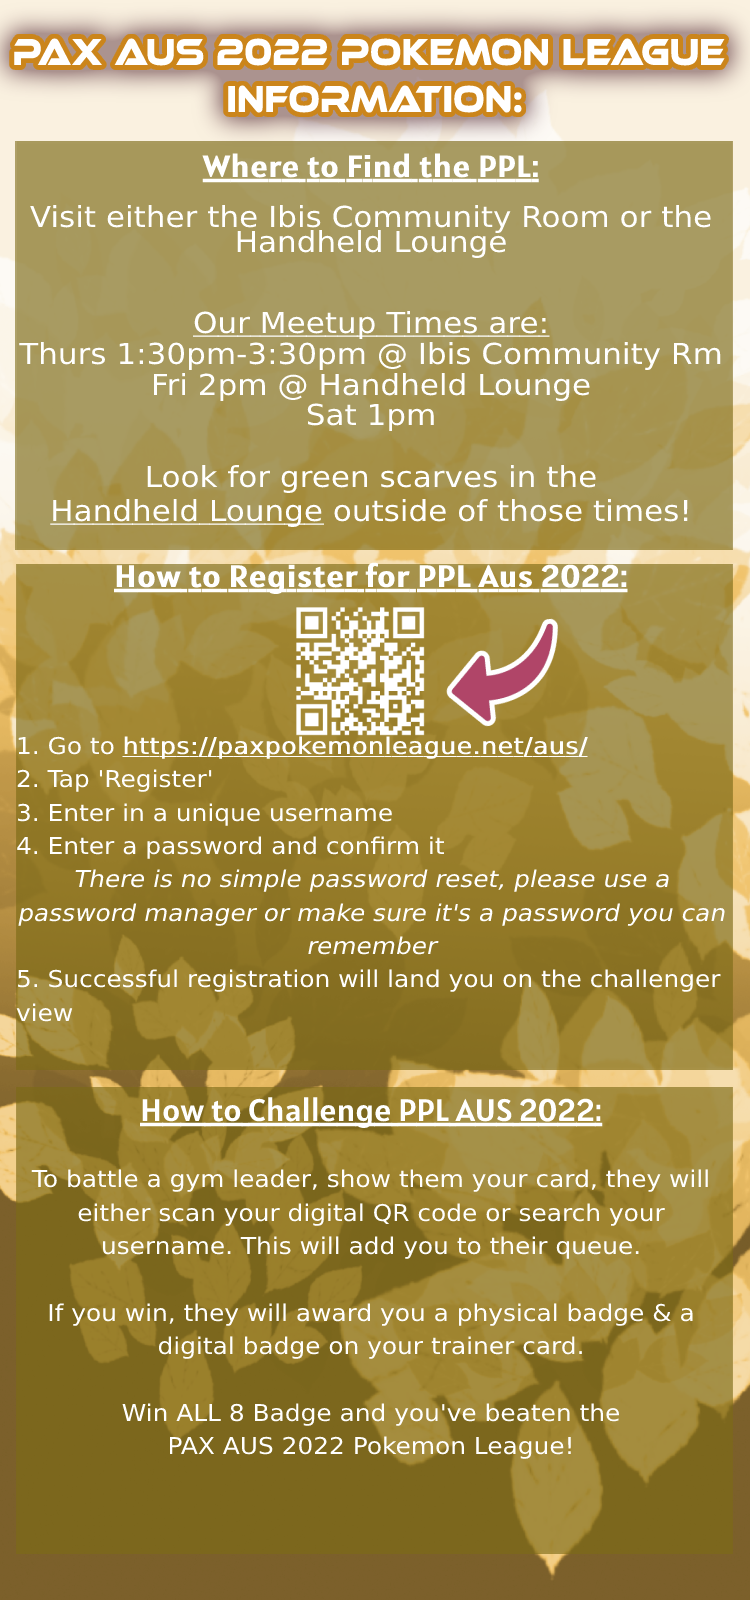 PAX AUS 2022 POKEMON LEAGUE
INFORMATION:
Where to Find the PPL:
Visit either the Ibis Community Room or the
Handheld Lounge
Our Meetup Times are:
Thurs 1:30pm-3:30pm @ Ibis Community Rm
Fri 2pm @ Handheld Lounge
Sat 1pm
Look for green scarves in the
Handheld Lounge outside of those times!
How to Register for PPL Aus 2022:
1. Go to https://paxpokemonleague.net/aus/
2. Tap 'Register'
3. Enter in a unique username
4. Enter a password and confirm it
There is no simple password reset, please use a
password manager or make sure it's a password you can
remember
5. Successful registration will land you on the challenger
view
How to Challenge PPL AUS 2022:
To battle a gym leader, show them your card, they will
either scan your digital QR code or search your
username. This will add you to their queue.
If you win, they will award you a physical badge & a
digital badge on your trainer card.
Win ALL 8 Badge and you've beaten the
PAX AUS 2022 Pokemon League!